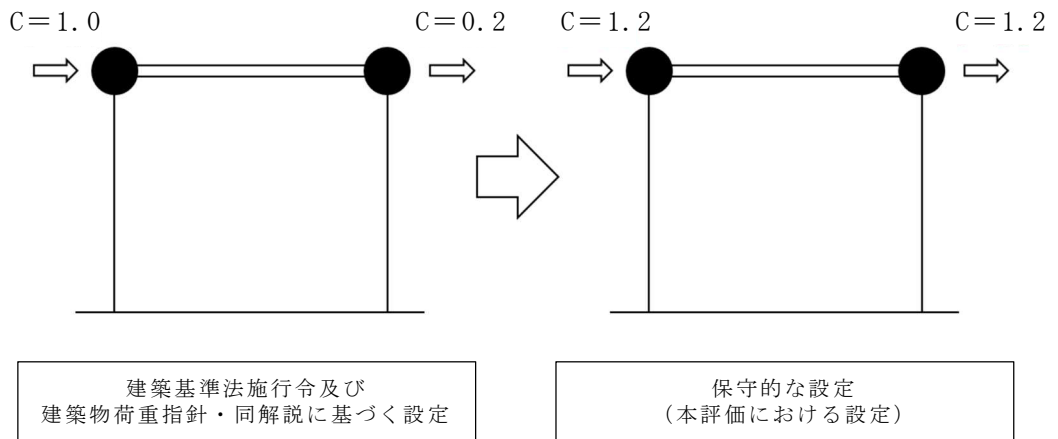 C=1.0
C=0.2
C=1.2
C=1.2
建築基準法施行令及び
建築物荷重指針・同解説に基づく設定
保守的な設定
(本評価における設定)